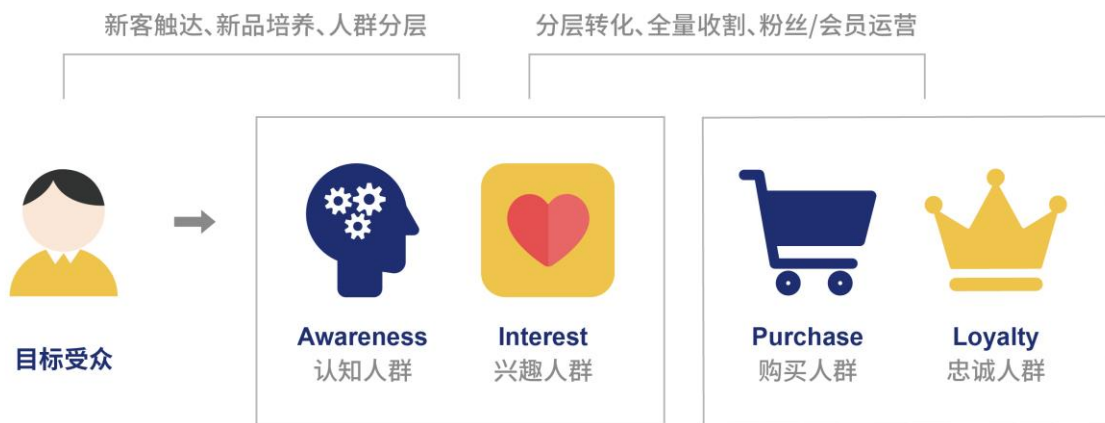 新客触达、新品培养、人群分层
分层转化、全量收割、粉丝/会员运营
目标受众
Awareness
认知人群
Interest
兴趣人群
Purchase
购买人群
Loyalty
忠诚人群